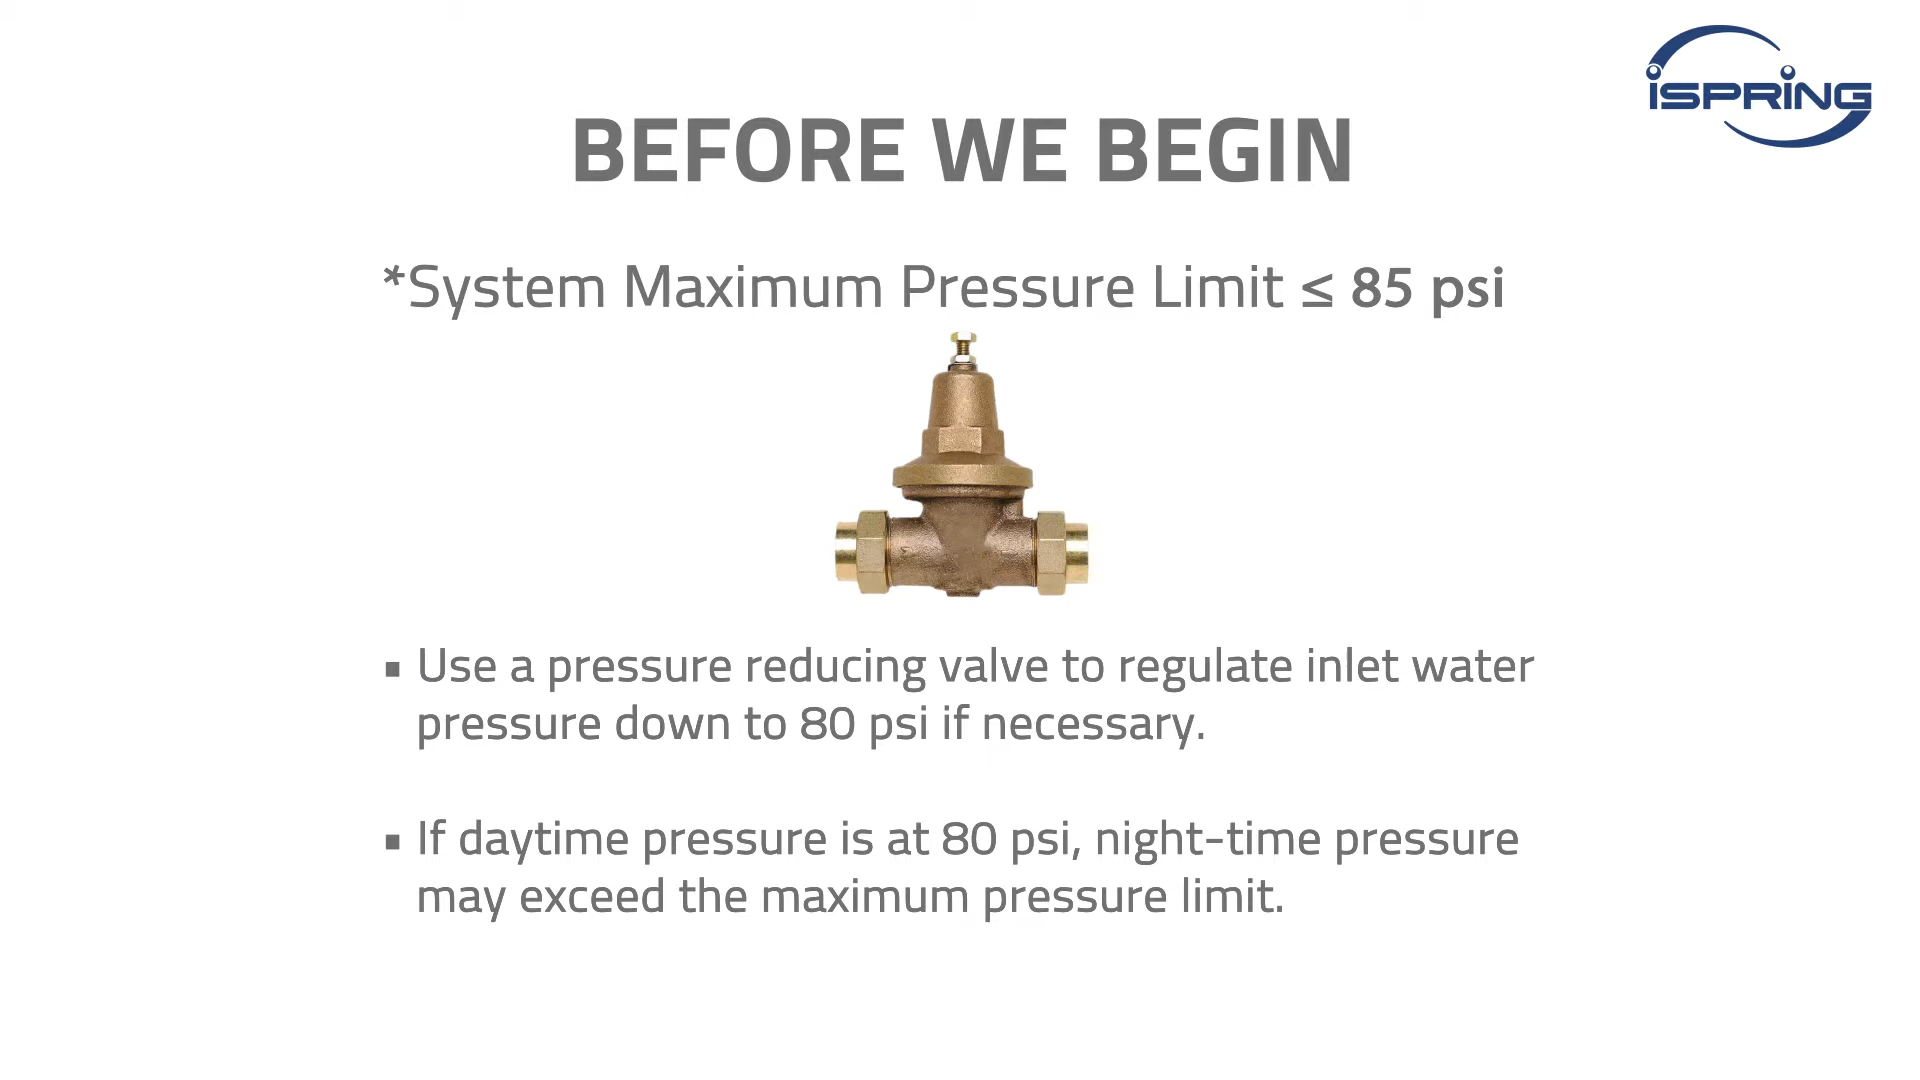 iSPRiNG
BEFORE WE BEGIN
*System Maximum Pressure Limit ≤ 85 psi
▪ Use a pressure reducing valve to regulate inlet water
pressure down to 80 psi if necessary.
▪ If daytime pressure is at 80 psi, night-time pressure
may exceed the maximum pressure limit.